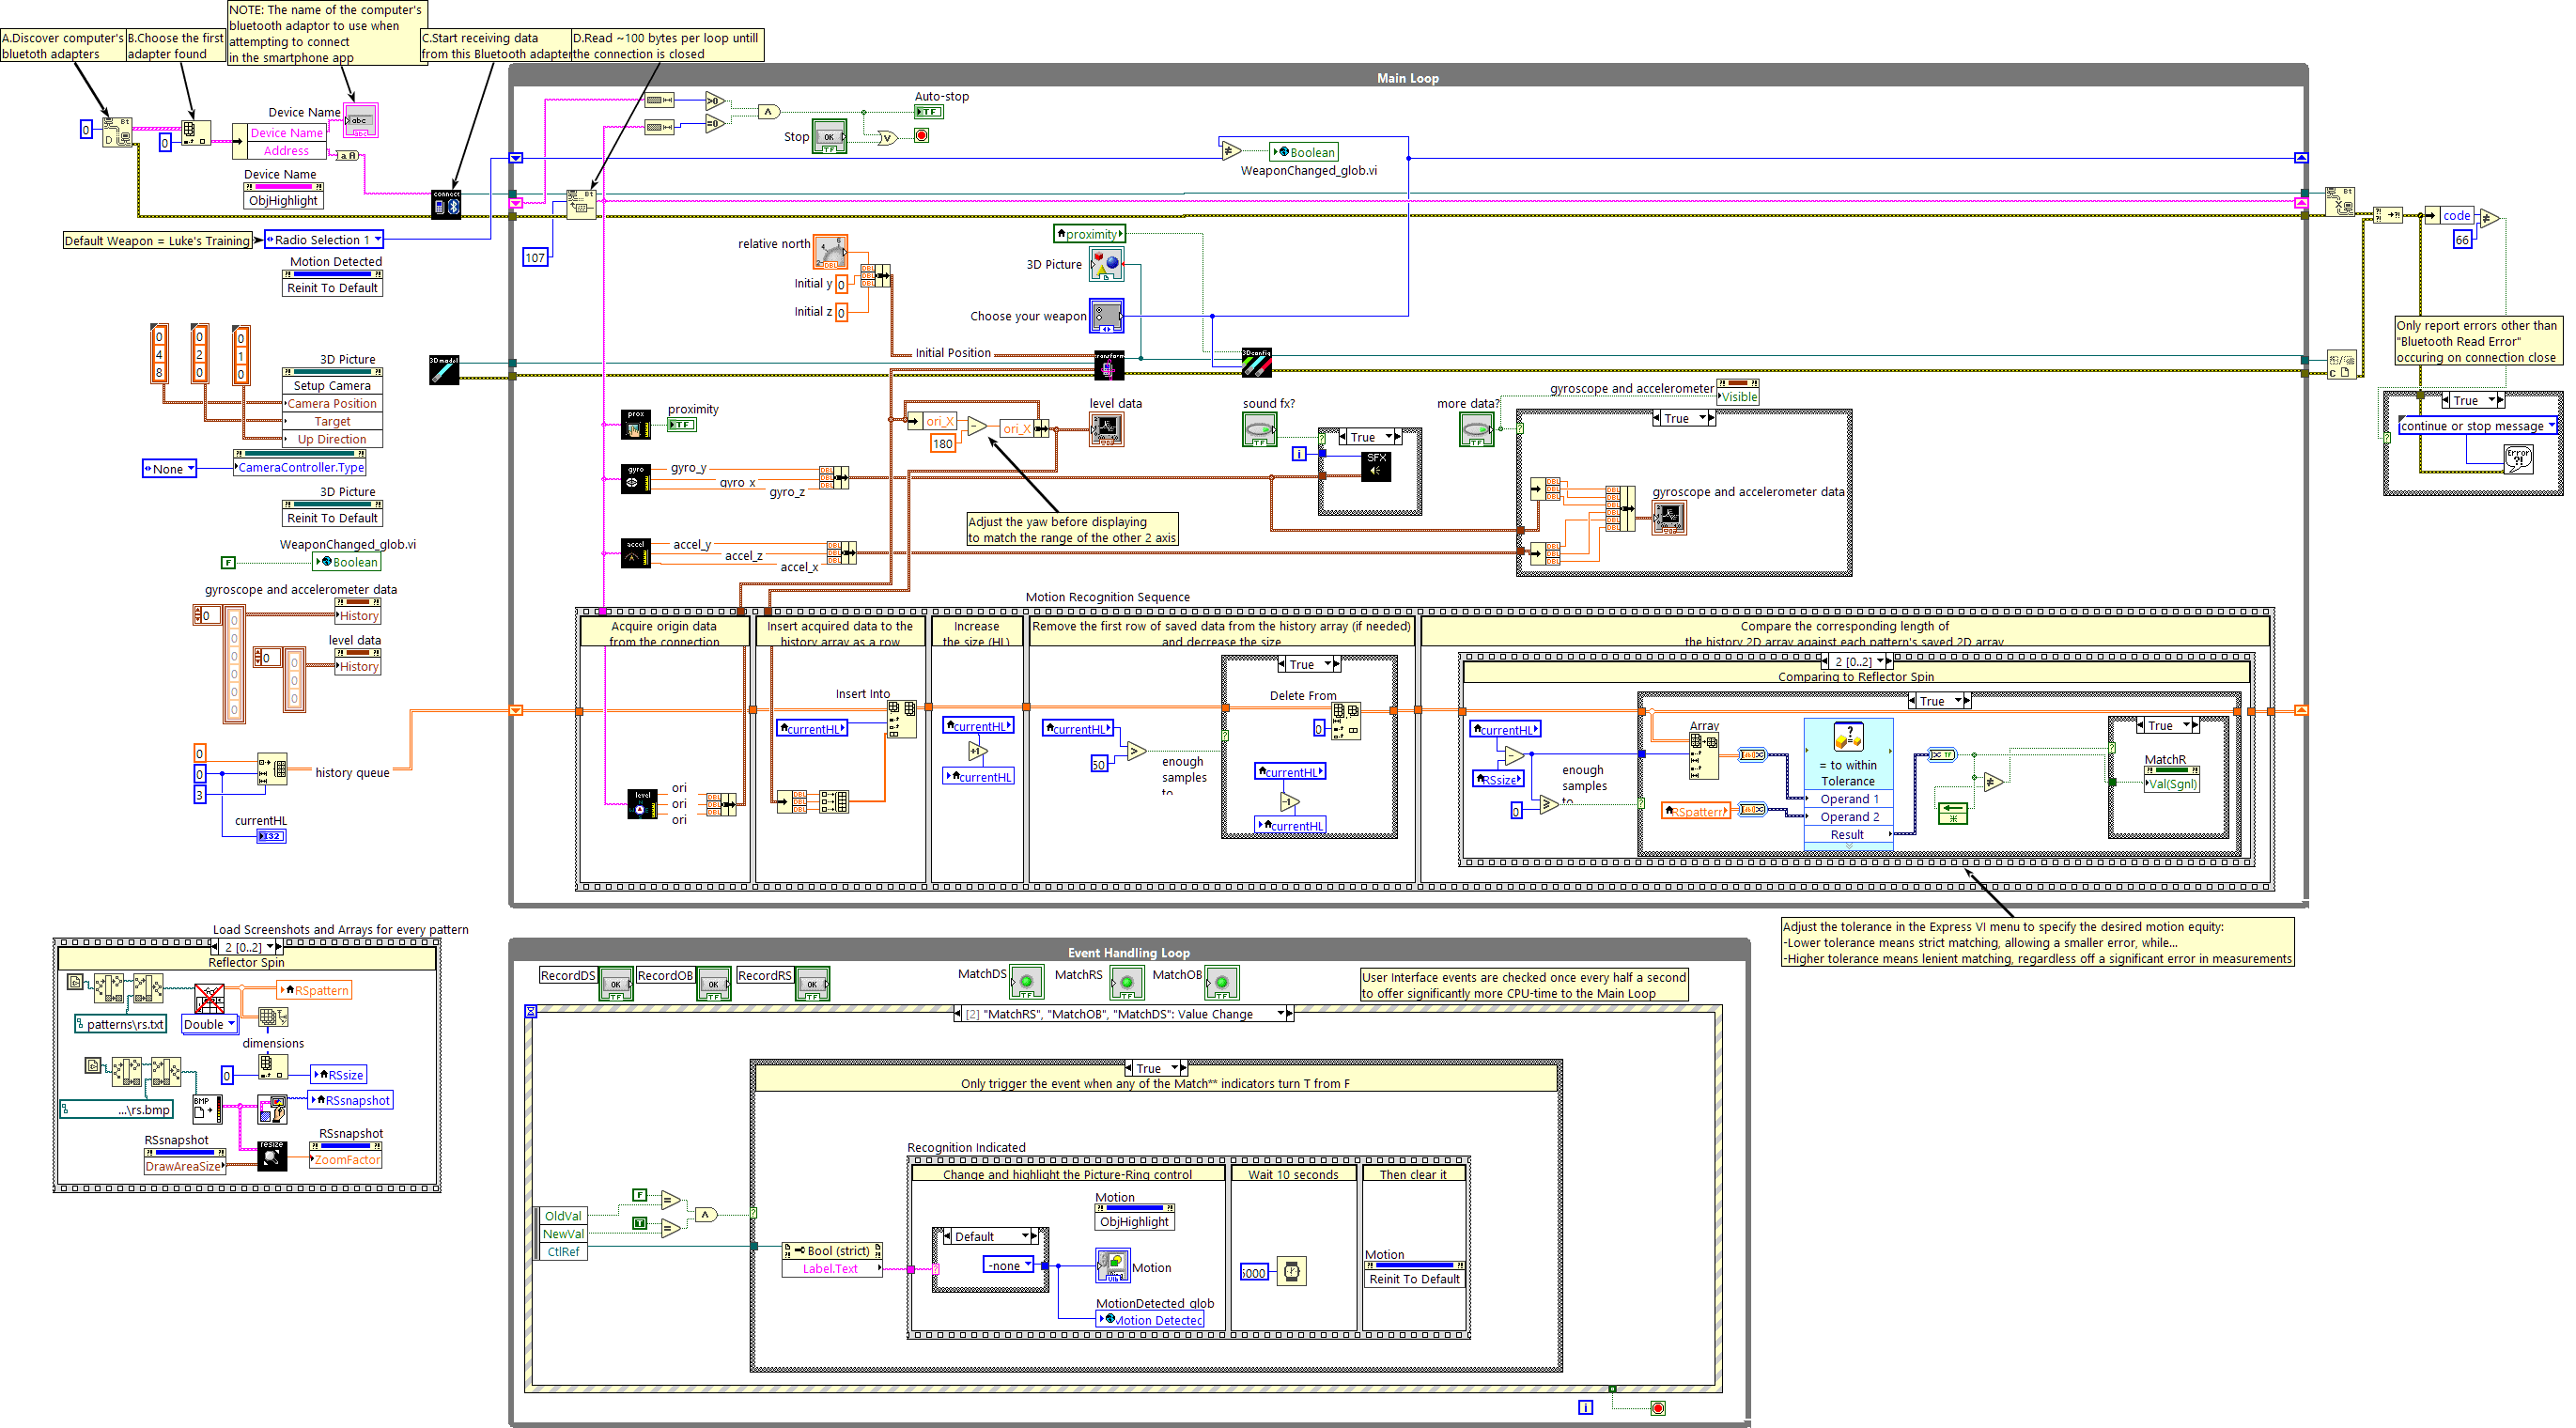 NOTE: The name of the computer's
bluetooth adaptor to use when
attempting to connect
in the smartphone app
A.Discover computer's
bluetoth adapters
B.Choose the first
adapter found
C.Start receiving data
from this Bluetooth adapter
D.Read ~100 bytes per loop untill
the connection is closed
Device Name
abc
Device Name
Address
Device Name
ObjHighlight
connect
Default Weapon = Luke's Training
Radio Selection 1
Motion Detected
Reinit To Default
0
4
8
0
2
0
0
1
0
3D Picture
Setup Camera
Camera Position
Target
Up Direction
None
CameraController.Type
3D Picture
Reinit To Default
3Dmodel
WeaponChanged_glob.vi
F
Boolean
gyroscope and accelerometer data
History
level data
History
0
0
3
history queue
currentHL
I32
Main Loop
Auto-stop
TF
Stop
OK
107
Boolean
WeaponChanged_glob.vi
relative north
Initial y
0
Initial z
0
proximity
3D Picture
Choose your weapon
Initial Position
transform
3Dconfig
prox
proximity
TF
ori_X
180
ori_X
level data
sound fx?
True
i
SFX
more data?
gyroscope and accelerometer
Visible
True
gyroscope and accelerometer data
gyro
gyro_y
gyro_x
gyro_z
accel
accel_y
accel_z
accel_x
Adjust the yaw before displaying
to match the range of the other 2 axis
code
66
Only report errors other than
"Bluetooth Read Error"
occuring on connection close
True
continue or stop message
Error
?!
Motion Recognition Sequence
Acquire origin data
from the connection
Insert acquired data to the
history array as a row
Increase
the size (HL)
Remove the first row of saved data from the history array (if needed)
and decrease the size
Compare the corresponding length of
the history 2D array against each pattern's saved 2D array
level
ori
ori
ori
Insert Into
currentHL
currentHL
+1
currentHL
currentHL
50
enough
samples
to
True
Delete From
0
currentHL
-1
currentHL
2 [0..2]
Comparing to Reflector Spin
currentHL
RSsize
0
enough
samples
to
True
Array
RSpattern
= to within
Tolerance
Operand 1
Operand 2
Result
True
MatchR
Val(Sgnl)
Adjust the tolerance in the Express VI menu to specify the desired motion equity:
-Lower tolerance means strict matching, allowing a smaller error, while...
-Higher tolerance means lenient matching, regardless off a significant error in measurements
Load Screenshots and Arrays for every pattern
2 [0..2]
Reflector Spin
patterns\rs.txt
Double
RSpattern
dimensions
0
RSsize
...\rs.bmp
BMP
RSsnapshot
RSsnapshot
DrawAreaSize
resize
RSsnapshot
ZoomFactor
Event Handling Loop
RecordDS
OK
RecordOB
OK
RecordRS
OK
MatchDS
MatchRS
MatchOB
User Interface events are checked once every half a second
to offer significantly more CPU-time to the Main Loop
[2] "MatchRS", "MatchOB", "MatchDS": Value Change
True
Only trigger the event when any of the Match** indicators turn T from F
Recognition Indicated
Change and highlight the Picture-Ring control
Wait 10 seconds
Then clear it
OldVal
NewVal
CtlRef
F
T
Bool (strict)
Label.Text
Default
-none
Motion
ObjHighlight
Motion
MotionDetected_glob
Motion Detectec
Motion
Reinit To Default
i